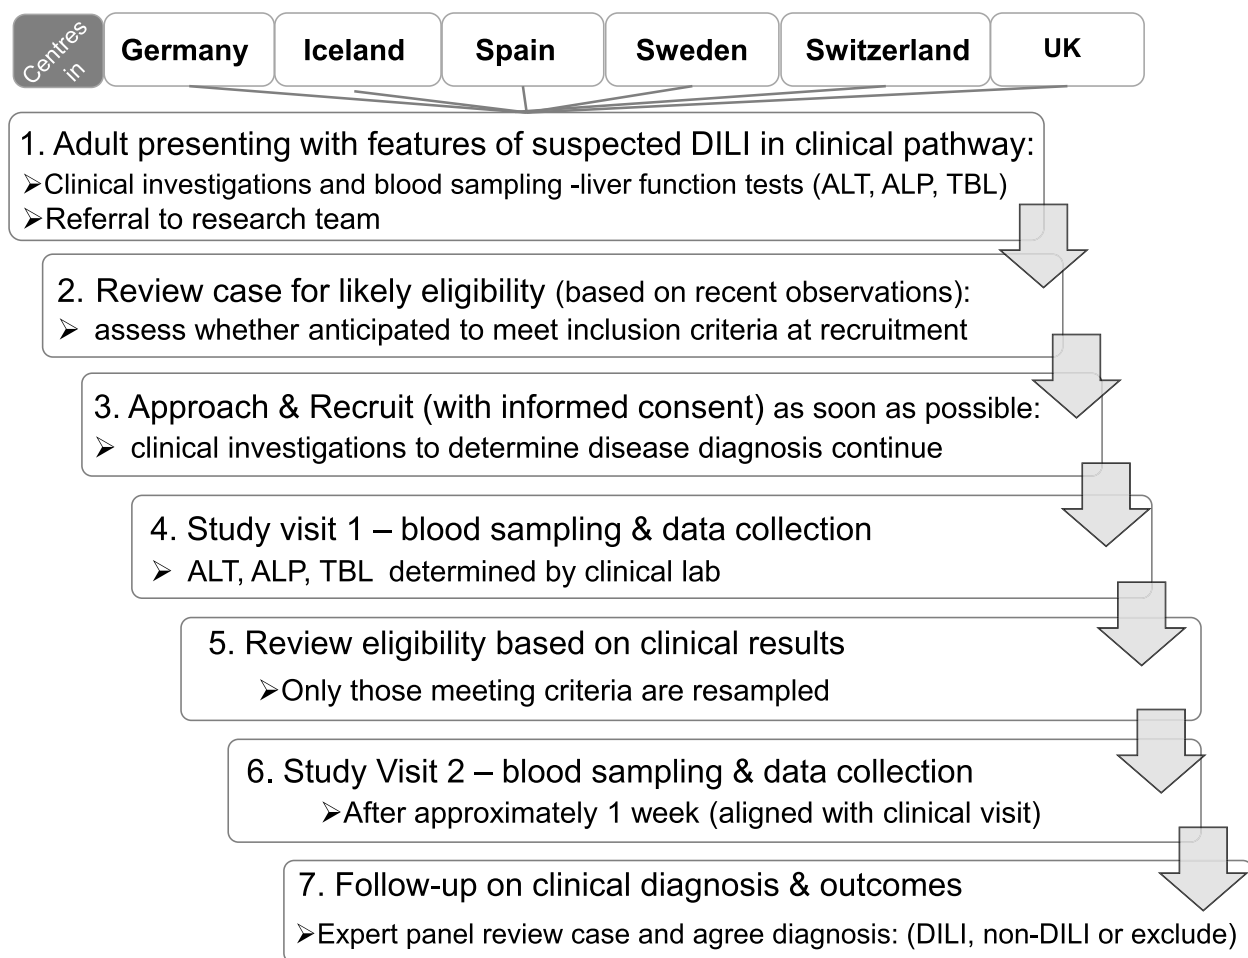 Centres in
Germany
Iceland
Spain
Sweden
Switzerland
UK
1. Adult presenting with features of suspected DILI in clinical pathway:
➢Clinical investigations and blood sampling -liver function tests (ALT, ALP, TBL)
➢Referral to research team
2. Review case for likely eligibility (based on recent observations):
➢ assess whether anticipated to meet inclusion criteria at recruitment
3. Approach & Recruit (with informed consent) as soon as possible:
➢ clinical investigations to determine disease diagnosis continue
4. Study visit 1 – blood sampling & data collection
➢ ALT, ALP, TBL determined by clinical lab
5. Review eligibility based on clinical results
➢Only those meeting criteria are resampled
6. Study Visit 2 – blood sampling & data collection
➢After approximately 1 week (aligned with clinical visit)
7. Follow-up on clinical diagnosis & outcomes
➢Expert panel review case and agree diagnosis: (DILI, non-DILI or exclude)